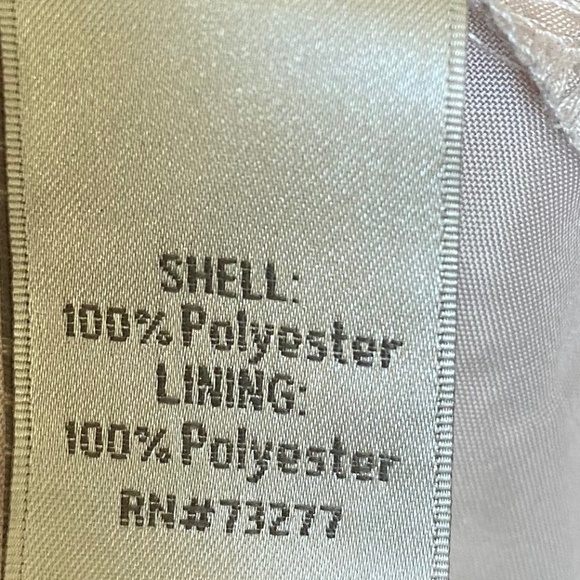 SHELL:
100% Polyester
LINING:
100% Polyester
RN#73277